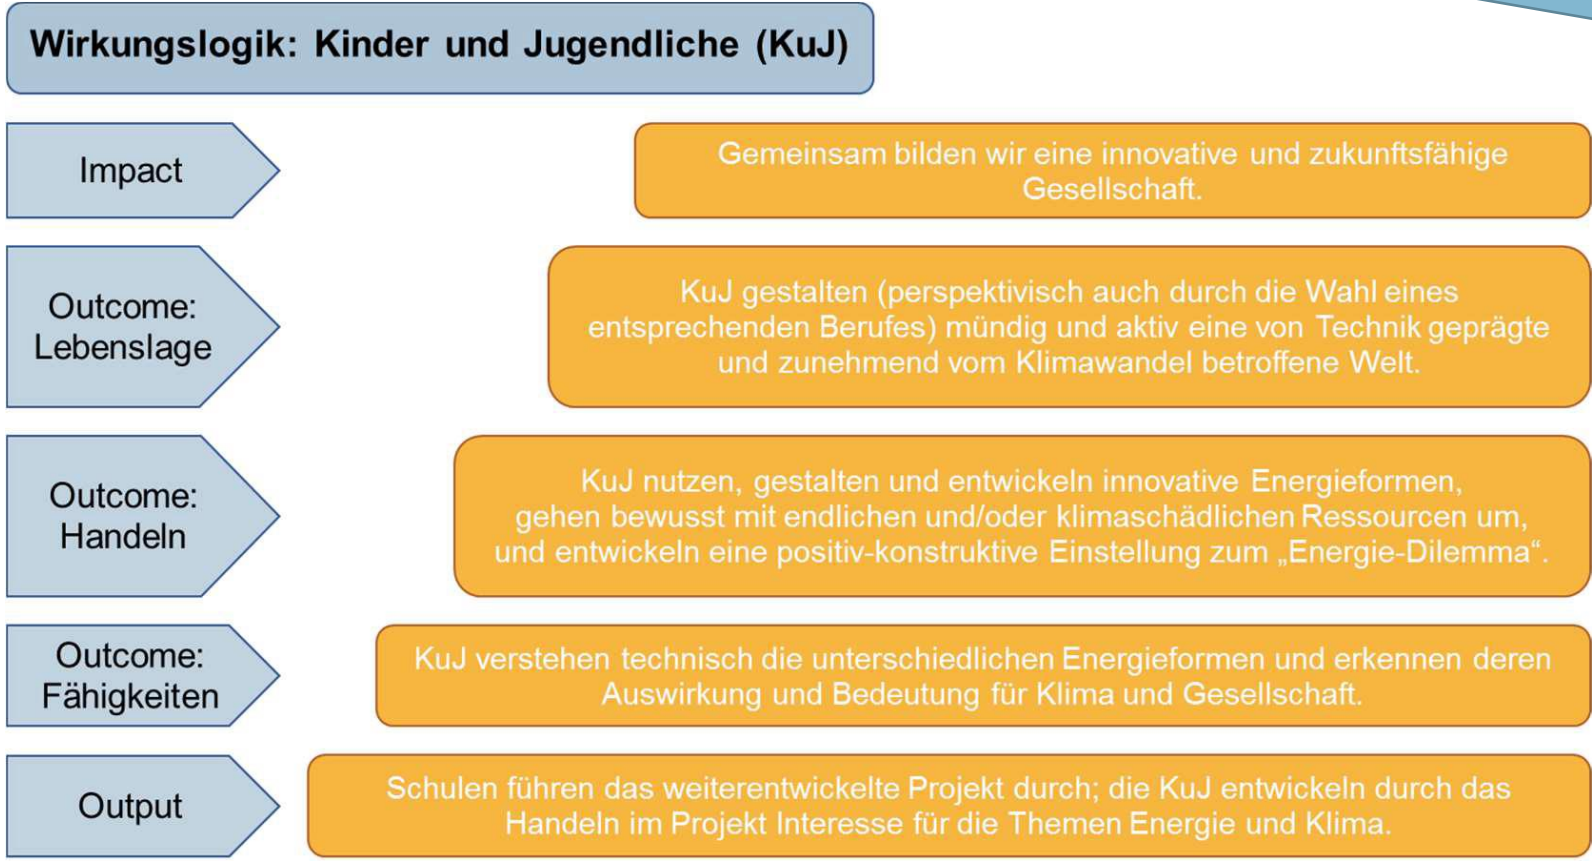 Wirkungslogik: Kinder und Jugendliche (KuJ)
Impact
Gemeinsam bilden wir eine innovative und zukunftsfähige
Gesellschaft.
Outcome:
Lebenslage
KuJ gestalten (perspektivisch auch durch die Wahl eines
entsprechenden Berufes) mündig und aktiv eine von Technik geprägte
und zunehmend vom Klimawandel betroffene Welt.
Outcome:
Handeln
KuJ nutzen, gestalten und entwickeln innovative Energieformen,
gehen bewusst mit endlichen und/oder klimaschädlichen Ressourcen um,
und entwickeln eine positiv-konstruktive Einstellung zum „Energie-Dilemma“.
Outcome:
Fähigkeiten
KuJ verstehen technisch die unterschiedlichen Energieformen und erkennen deren
Auswirkung und Bedeutung für Klima und Gesellschaft.
Output
Schulen führen das weiterentwickelte Projekt durch; die KuJ entwickeln durch das
Handeln im Projekt Interesse für die Themen Energie und Klima.